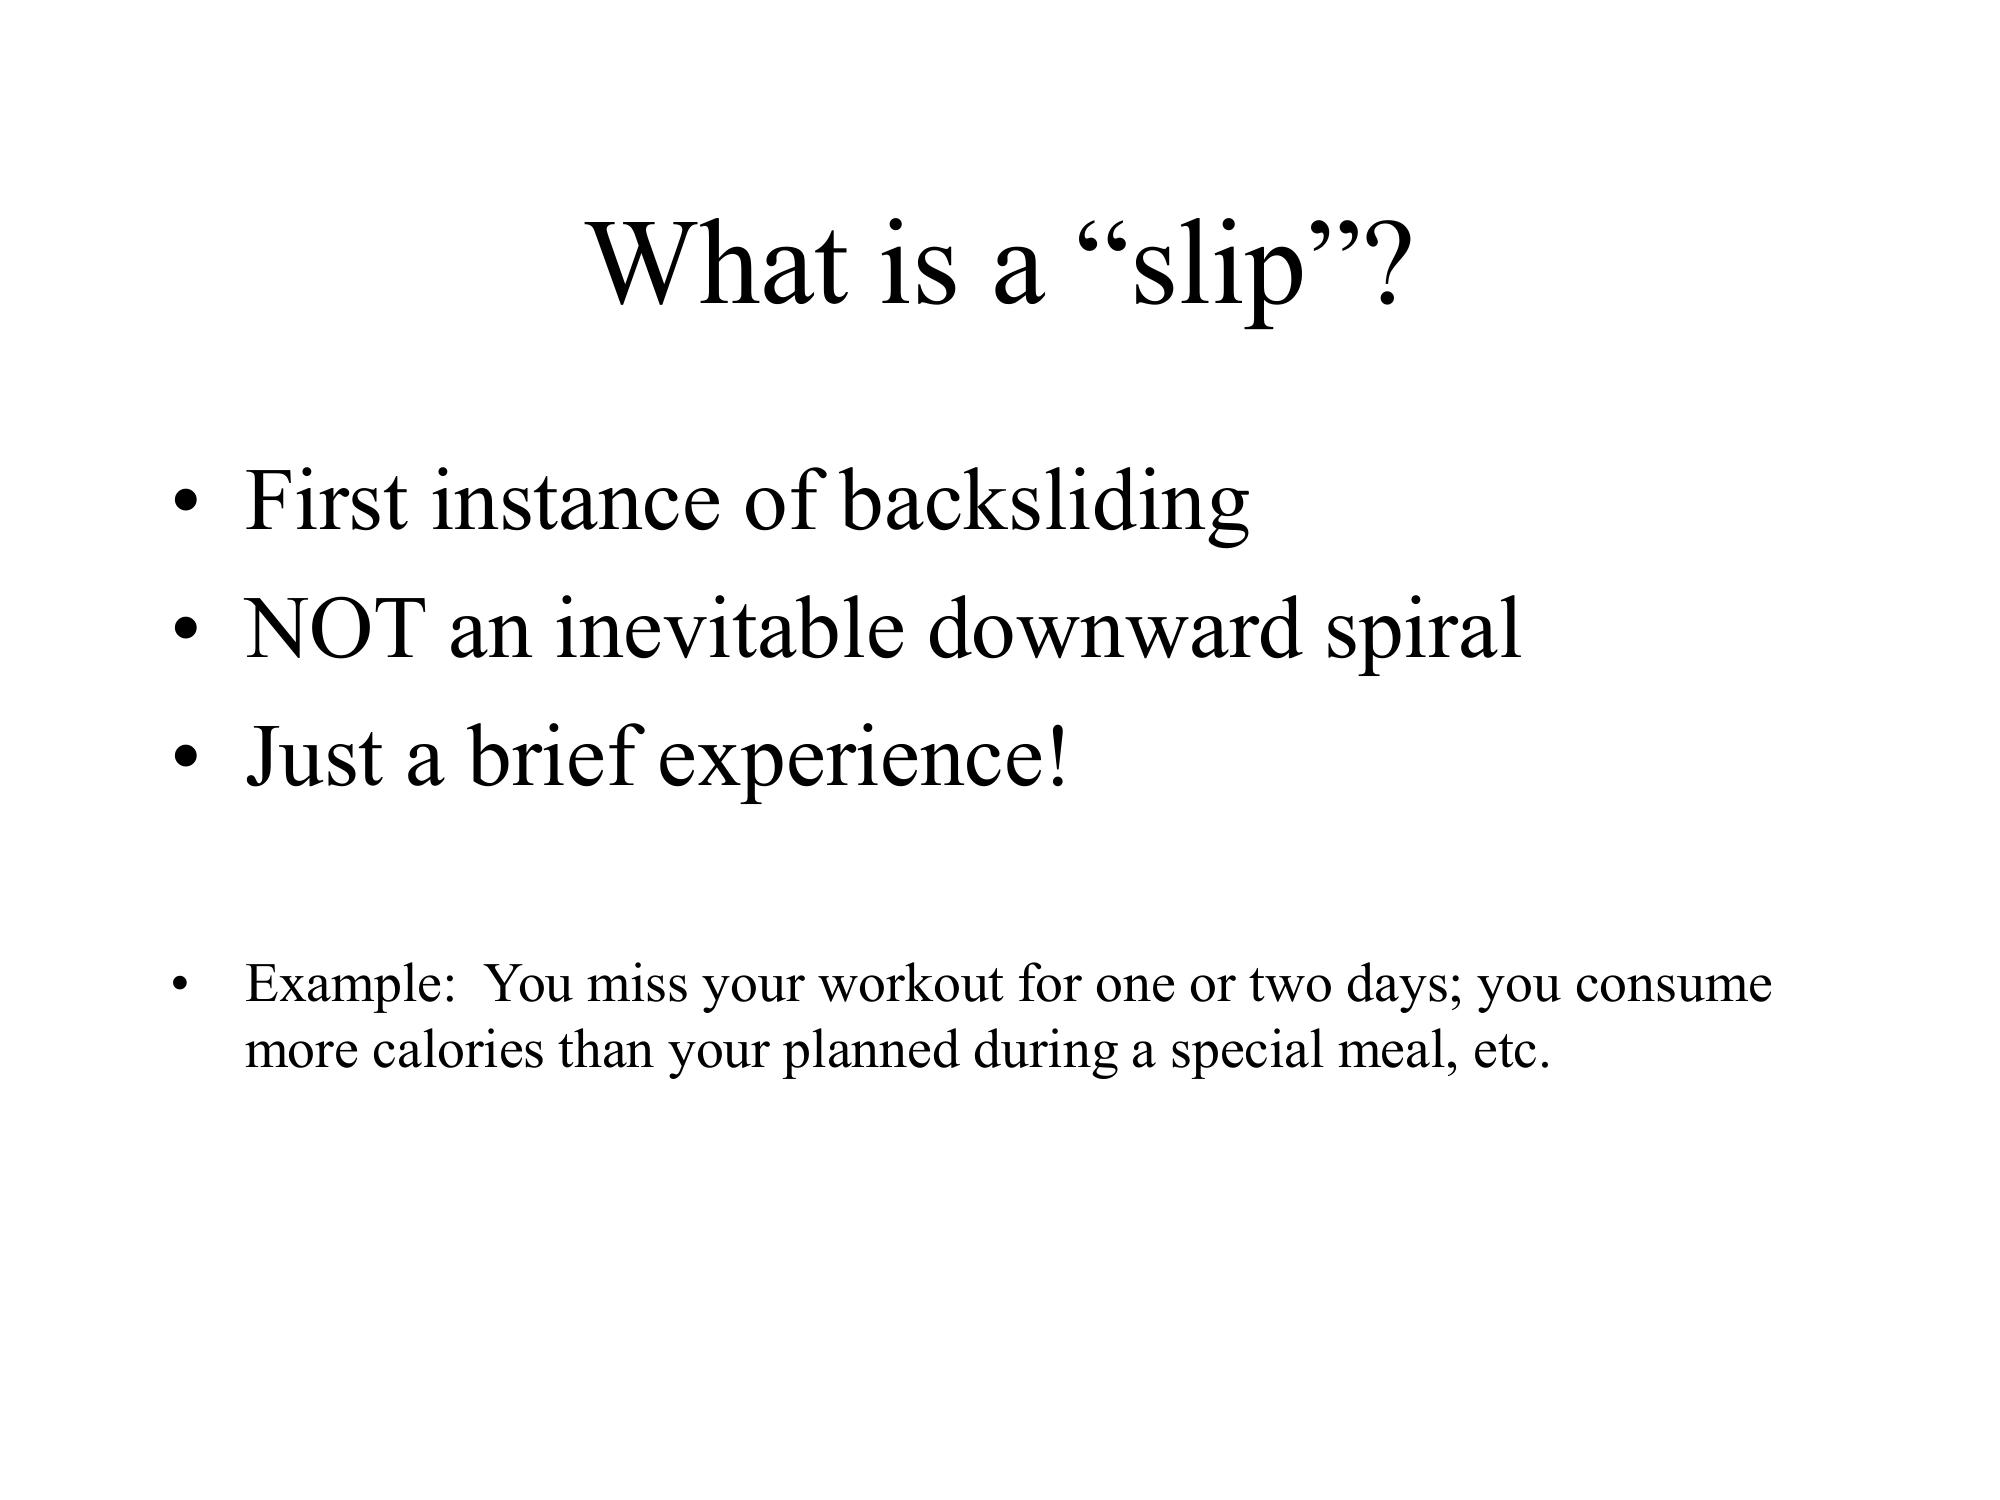 What is a “slip”?
• First instance of backsliding
• NOT an inevitable downward spiral
• Just a brief experience!
• Example:  You miss your workout for one or two days; you consume
more calories than your planned during a special meal, etc.